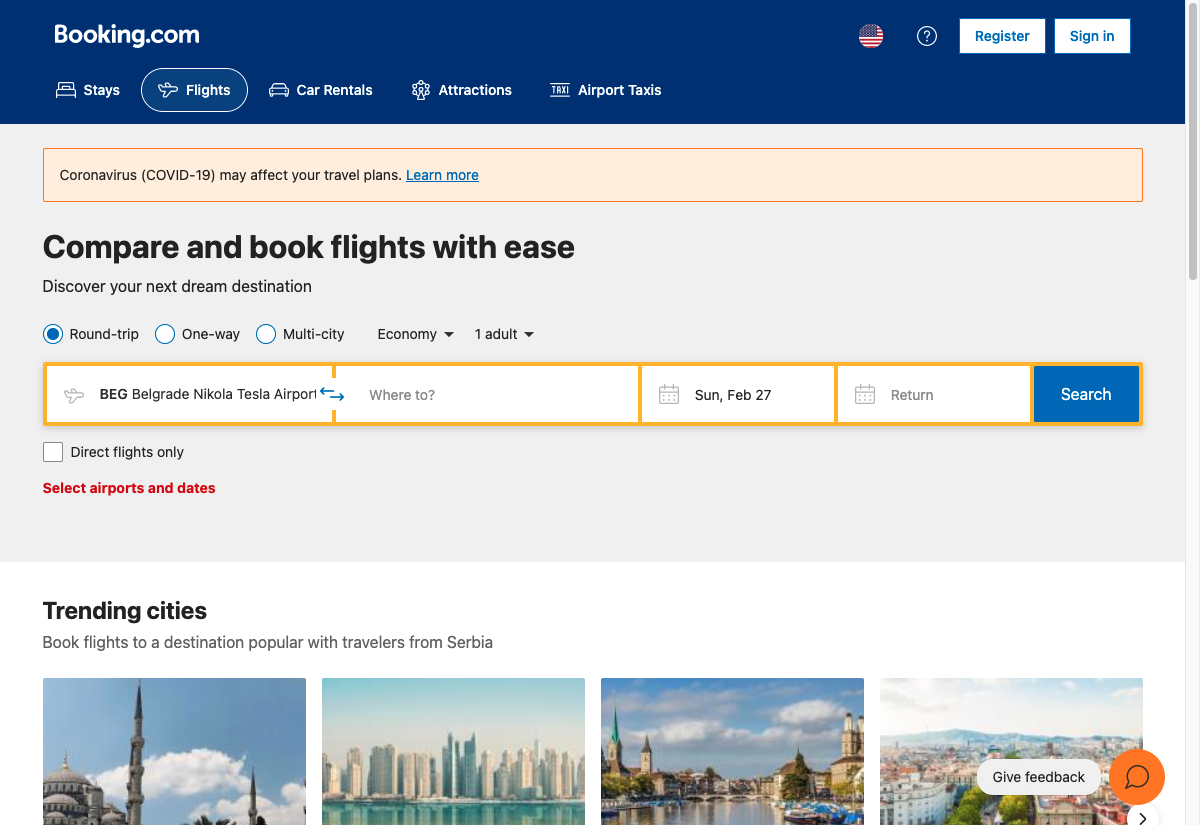 Booking.com
Register
Sign in
Stays
Flights
Car Rentals
Attractions
TAXI
Airport Taxis
Coronavirus (COVID-19) may affect your travel plans. Learn more
Compare and book flights with ease
Discover your next dream destination
Round-trip
One-way
Multi-city
Economy
1 adult
BEG Belgrade Nikola Tesla Airport
Where to?
Sun, Feb 27
Return
Search
Direct flights only
Select airports and dates
Trending cities
Book flights to a destination popular with travelers from Serbia
Give feedback